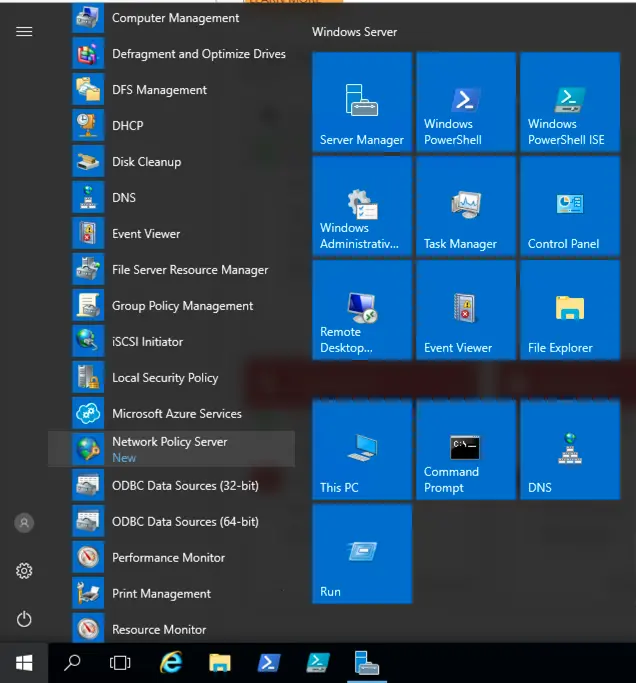 Computer Management
Defragment and Optimize Drives
DFS Management
DHCP
Disk Cleanup
DNS
Event Viewer
File Server Resource Manager
Group Policy Management
iSCSI Initiator
Local Security Policy
Microsoft Azure Services
Network Policy Server
New
ODBC Data Sources (32-bit)
ODBC Data Sources (64-bit)
Performance Monitor
Print Management
Resource Monitor
Windows Server
Server Manager
Windows
PowerShell
Windows
PowerShell ISE
Windows
Administrativ...
Task Manager
Control Panel
Remote
Desktop...
Event Viewer
File Explorer
This PC
Command
Prompt
DNS
Run